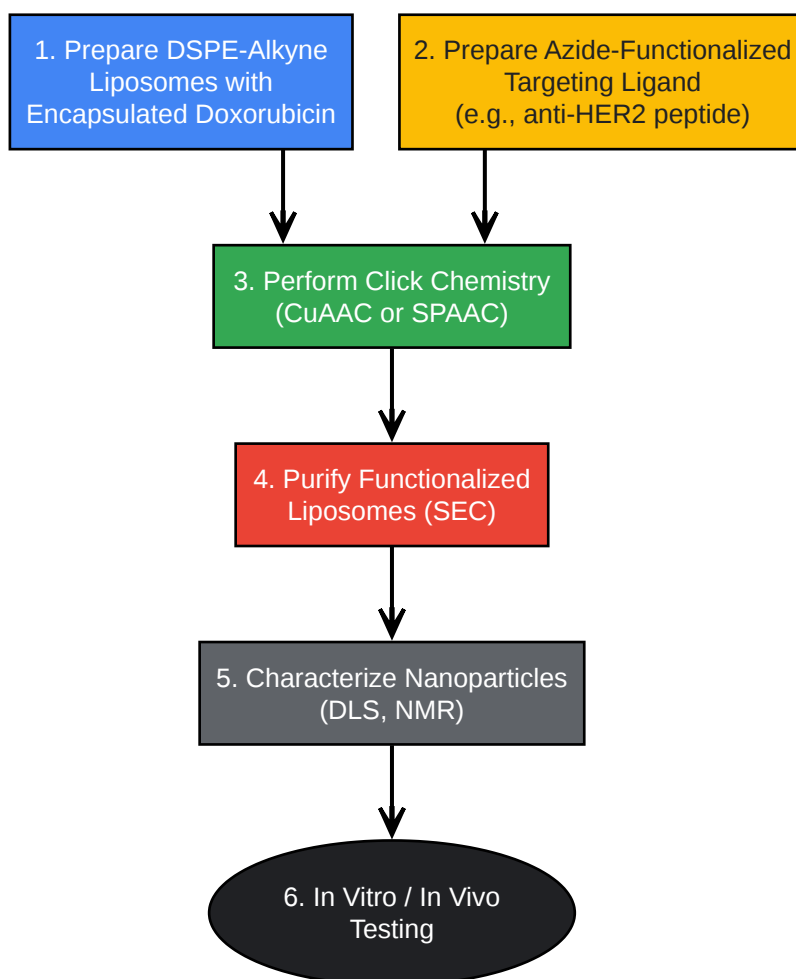 1. Prepare DSPE-Alkyne
Liposomes with
Encapsulated Doxorubicin
2. Prepare Azide-Functionalized
Targeting Ligand
(e.g., anti-HER2 peptide)
3. Perform Click Chemistry
(CuAAC or SPAAC)
4. Purify Functionalized
Liposomes (SEC)
5. Characterize Nanoparticles
(DLS, NMR)
6. In Vitro / In Vivo
Testing